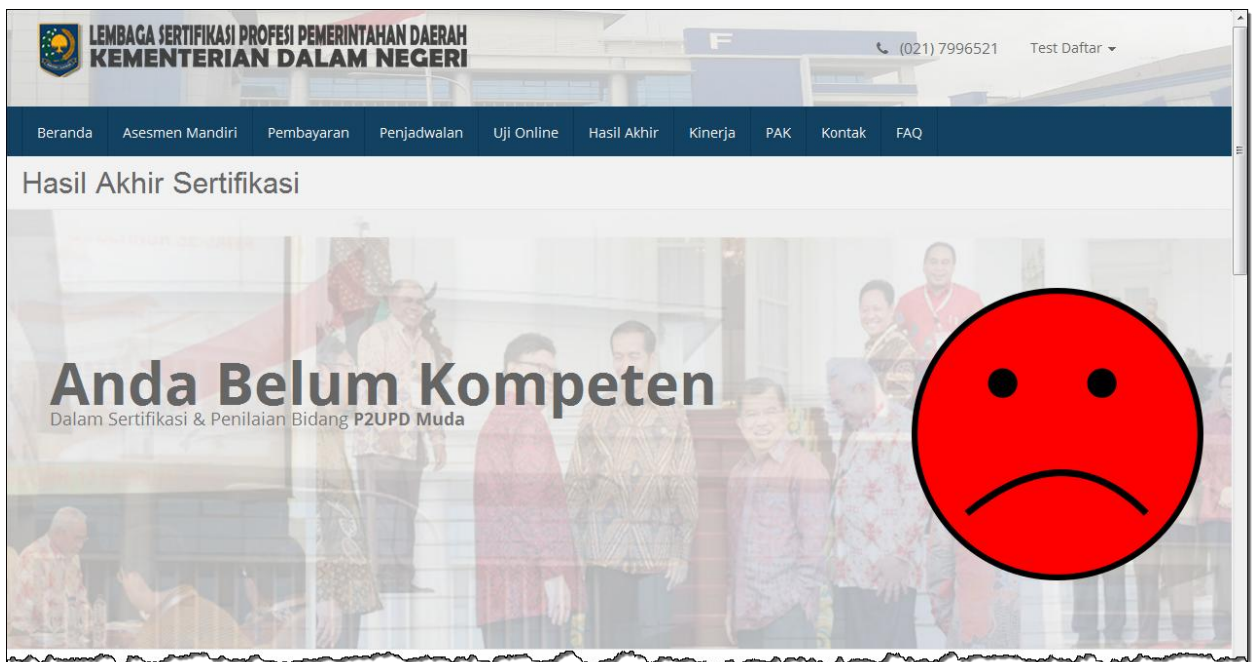 LEMBAGA SERTIFIKASI PROFESI PEMERINTAHAN DAERAH
KEMENTERIAN DALAM NEGERI
(021) 7996521 Test Daftar
Beranda Asesmen Mandiri Pembayaran Penjadwalan Uji Online Hasil Akhir Kinerja PAK Kontak FAQ
Hasil Akhir Sertifikasi
Anda Belum Kompeten
Dalam Sertifikasi & Penilaian Bidang P2UPD Muda